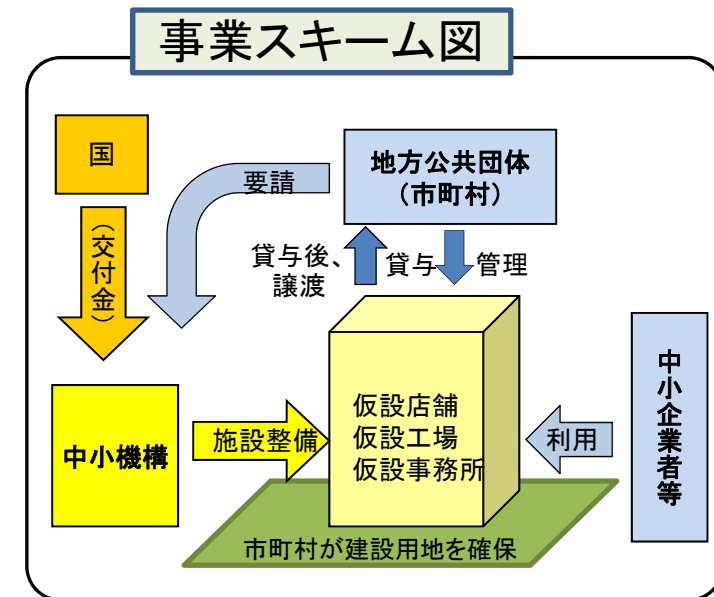 事業スキーム図
国
(交付金)
要請
地方公共団体
(市町村)
貸与後、
譲渡
貸与
管理
中小機構
施設整備
仮設店舗
仮設工場
仮設事務所
利用
中小企業者等
市町村が建設用地を確保